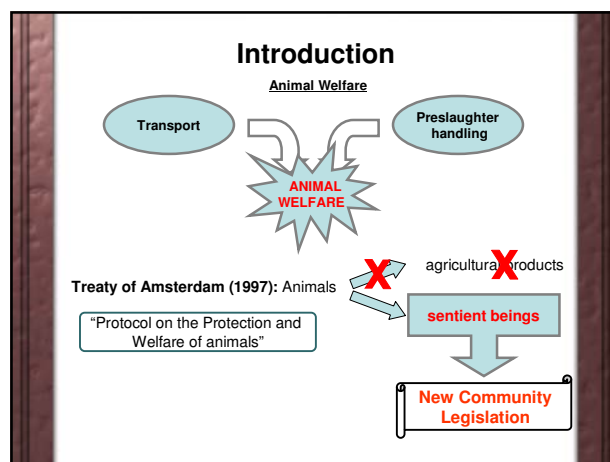 Introduction
Animal Welfare
Transport
Preslaughter
handling
ANIMAL
WELFARE
agricultural products
Treaty of Amsterdam (1997): Animals
sentient beings
“Protocol on the Protection and
Welfare of animals”
New Community
Legislation